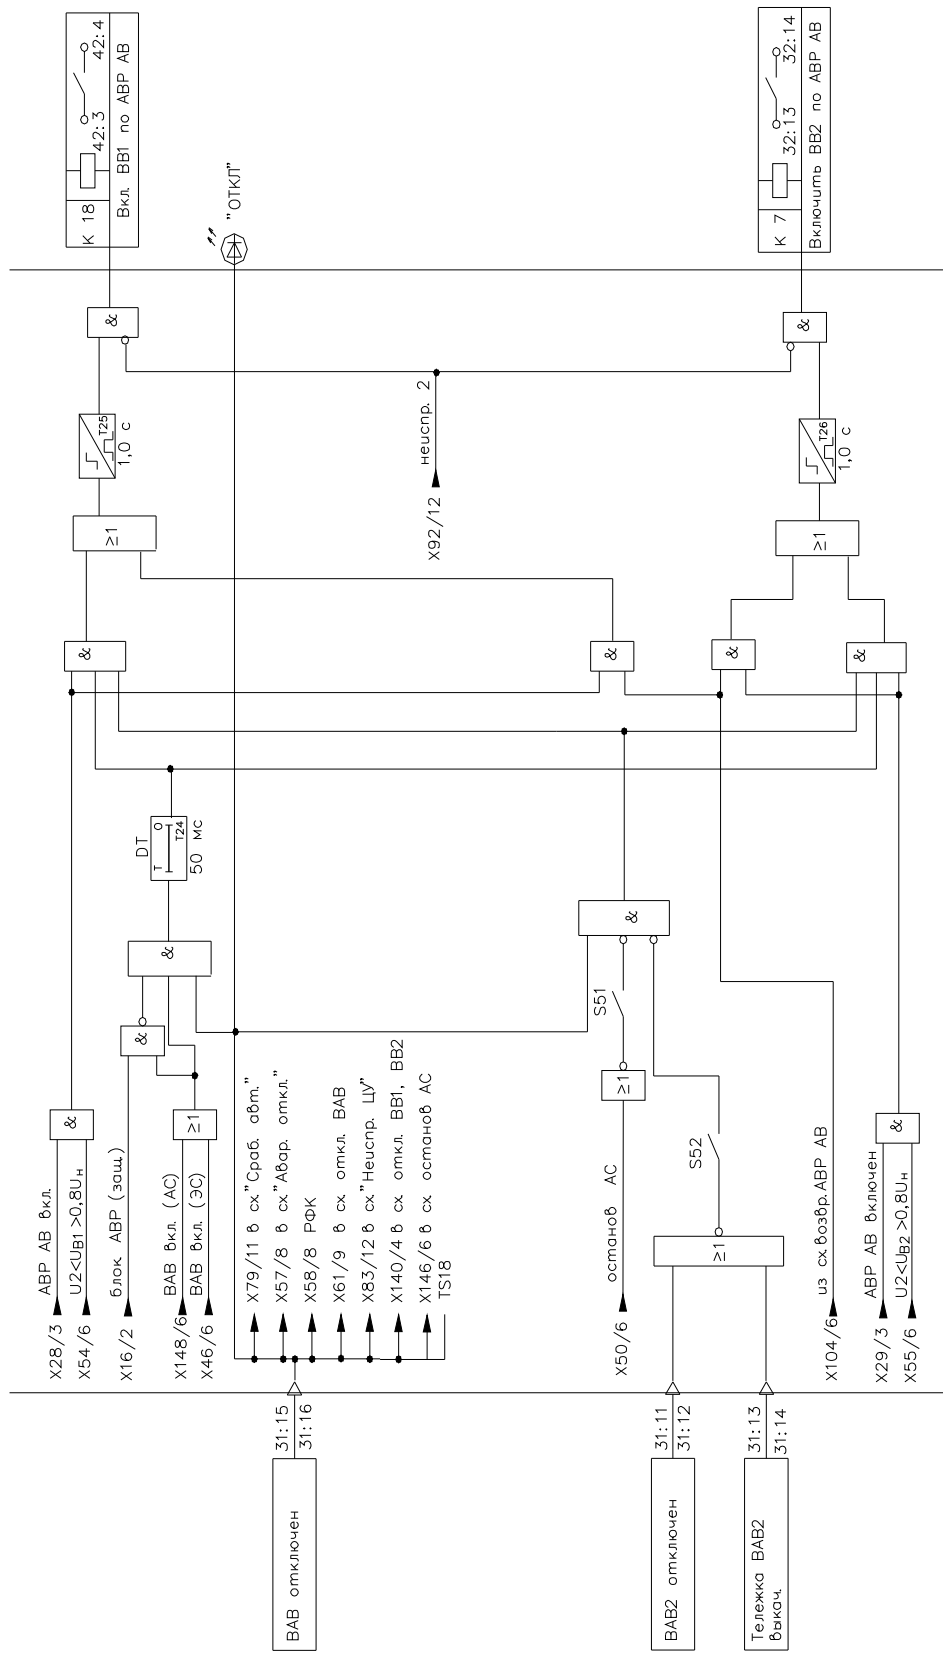 К 18
42:3
42:4
Вкл. ВВ1 по АВР АВ
"ОТКЛ"
К 7
32:13
32:14
Включить ВВ2 по АВР АВ
&
&
T25
1,0 с
неиспр. 2
X92/12
T26
1,0 с
≥1
≥1
&
&
&
&
DT
T
O
T24
50 мс
&
&
&
S51
≥1
S52
≥1
&
≥1
&
АВР АВ вкл.
X28/3
U2<UВ1>0,8Uн
X54/6
блок АВР (защ.)
X16/2
ВАВ вкл. (АС)
X148/6
ВАВ вкл. (ЭС)
X46/6
X79/11 в сх."Сраб. авт."
X57/8 в сх."Авар. откл."
X58/8 РФК
X61/9 в сх. откл. ВАВ
X83/12 в сх."Неиспр. ЦУ"
X140/4 в сх. откл. ВВ1, ВВ2
X146/6 в сх. останов АС
TS18
останов АС
X50/6
из сх.возвр.АВР АВ
X104/6
АВР АВ включен
X29/3
U2<UВ2>0,8Uн
X55/6
31:15
31:16
ВАВ отключен
31:11
31:12
ВАВ2 отключен
31:13
31:14
Тележка ВАВ2
выкач.